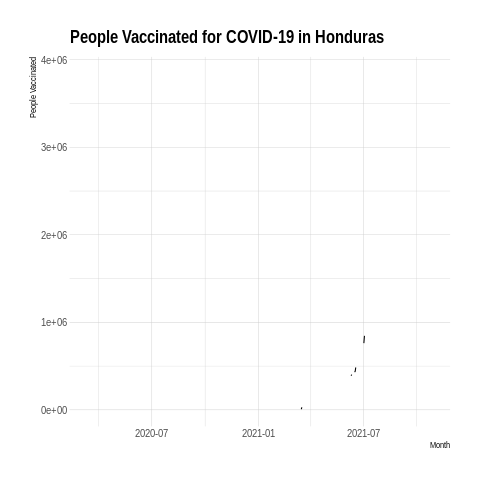 People Vaccinated for COVID-19 in Honduras
People Vaccinated
4e+06
3e+06
2e+06
1e+06
0e+00
2020-07
2021-01
2021-07
Month